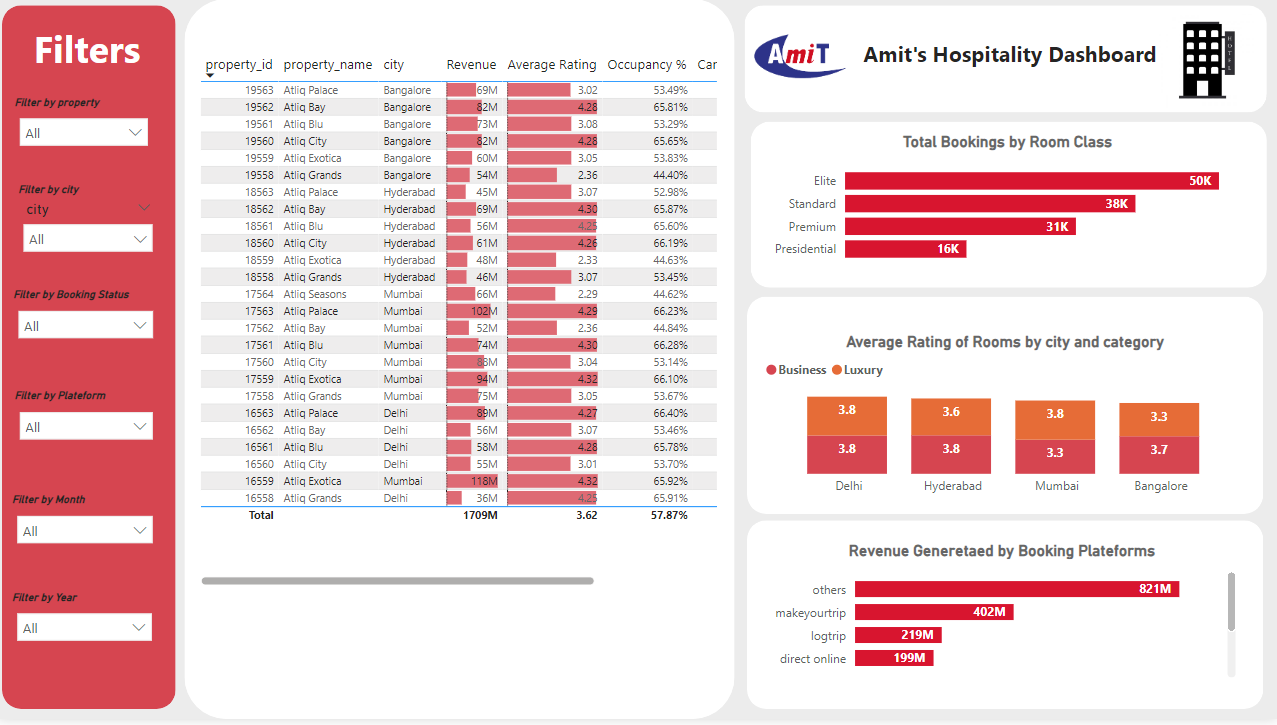 Filters
Filter by property
All
Filter by city
city
All
Filter by Booking Status
All
Filter by Plateform
All
Filter by Month
All
Filter by Year
All
property_id property_name city Revenue Average Rating Occupancy % Car
19563 Atliq Palace Bangalore 69M 3.02 53.49%
19562 Atliq Bay Bangalore 82M 4.28 65.81%
19561 Atliq Blu Bangalore 73M 3.08 53.29%
19560 Atliq City Bangalore 82M 4.28 65.65%
19559 Atliq Exotica Bangalore 60M 3.05 53.83%
19558 Atliq Grands Bangalore 54M 2.36 44.40%
18563 Atliq Palace Hyderabad 45M 3.07 52.98%
18562 Atliq Bay Hyderabad 69M 4.30 65.87%
18561 Atliq Blu Hyderabad 56M 4.25 65.60%
18560 Atliq City Hyderabad 61M 4.26 66.19%
18559 Atliq Exotica Hyderabad 48M 2.33 44.63%
18558 Atliq Grands Hyderabad 46M 3.07 53.45%
17564 Atliq Seasons Mumbai 66M 2.29 44.62%
17563 Atliq Palace Mumbai 102M 4.29 66.23%
17562 Atliq Bay Mumbai 52M 2.36 44.84%
17561 Atliq Blu Mumbai 74M 4.30 66.28%
17560 Atliq City Mumbai 88M 3.04 53.14%
17559 Atliq Exotica Mumbai 94M 4.32 66.10%
17558 Atliq Grands Mumbai 75M 3.05 53.67%
16563 Atliq Palace Delhi 89M 4.27 66.40%
16562 Atliq Bay Delhi 56M 3.07 53.46%
16561 Atliq Blu Delhi 58M 4.28 65.78%
16560 Atliq City Delhi 55M 3.01 53.70%
16559 Atliq Exotica Mumbai 118M 4.32 65.92%
16558 Atliq Grands Delhi 36M 4.25 65.91%
Total 1709M 3.62 57.87%
AmiT
Amit's Hospitality Dashboard
HOTEL
Total Bookings by Room Class
Elite 50K
Standard 38K
Premium 31K
Presidential 16K
Average Rating of Rooms by city and category
Business Luxury
3.8 3.6 3.8 3.3
3.8 3.8 3.3 3.7
Delhi Hyderabad Mumbai Bangalore
Revenue Generetaed by Booking Plateforms
others 821M
makeyourtrip 402M
logtrip 219M
direct online 199M